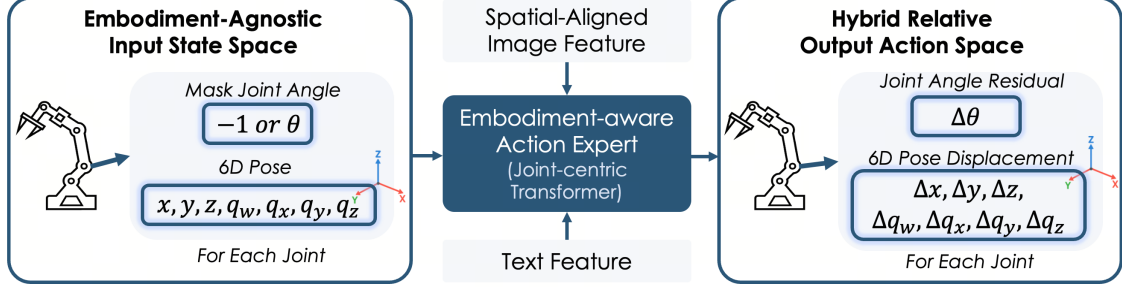 Embodiment-Agnostic
Input State Space
Mask Joint Angle
−1 or θ
6D Pose
Z
Y
X
x, y, z, q_w, q_x, q_y, q_z
For Each Joint
Spatial-Aligned
Image Feature
Embodiment-aware
Action Expert
(Joint-centric
Transformer)
Text Feature
Hybrid Relative
Output Action Space
Joint Angle Residual
Δθ
6D Pose Displacement
Z
Y
X
Δx, Δy, Δz,
Δq_w, Δq_x, Δq_y, Δq_z
For Each Joint